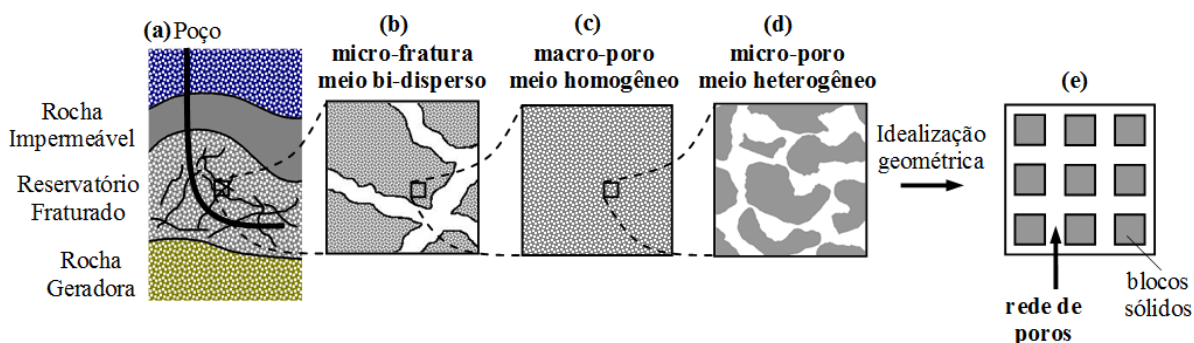 (a) Poço
Rocha
Impermeável
Reservatório
Fraturado
Rocha
Geradora
(b)
micro-fratura
meio bi-disperso
(c)
macro-poro
meio homogêneo
(d)
micro-poro
meio heterogêneo
Idealização
geométrica
(e)
rede de
poros
blocos
sólidos